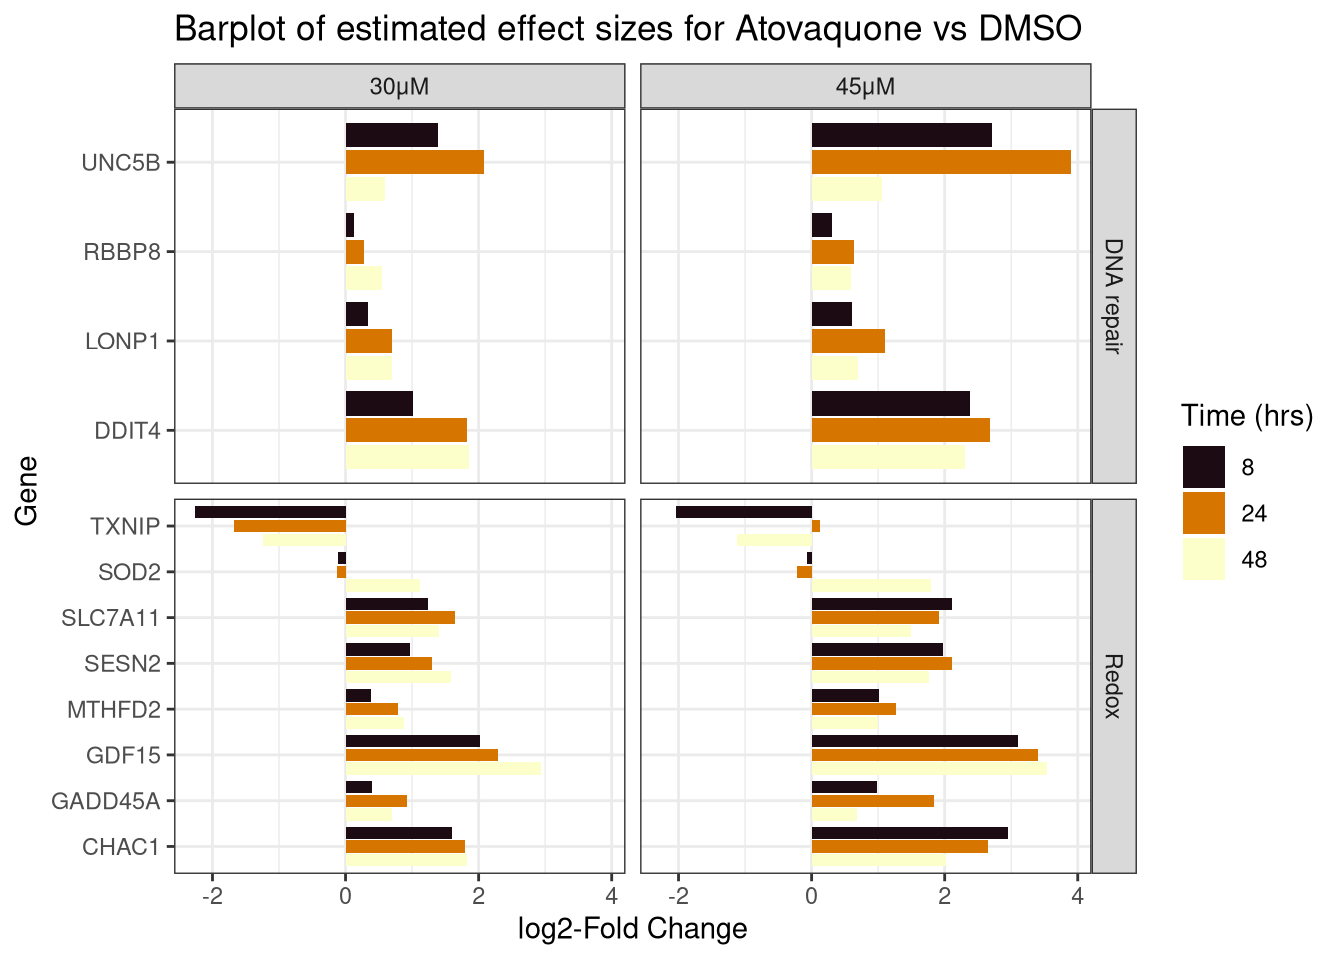 Barplot of estimated effect sizes for Atovaquone vs DMSO
30μM
45μM
UNC5B
RBBP8
LONP1
DDIT4
DNA repair
TXNIP
SOD2
SLC7A11
SESN2
MTHFD2
GDF15
GADD45A
CHAC1
Redox
Gene
-2 0 2 4
-2 0 2 4
log2-Fold Change
Time (hrs)
8
24
48